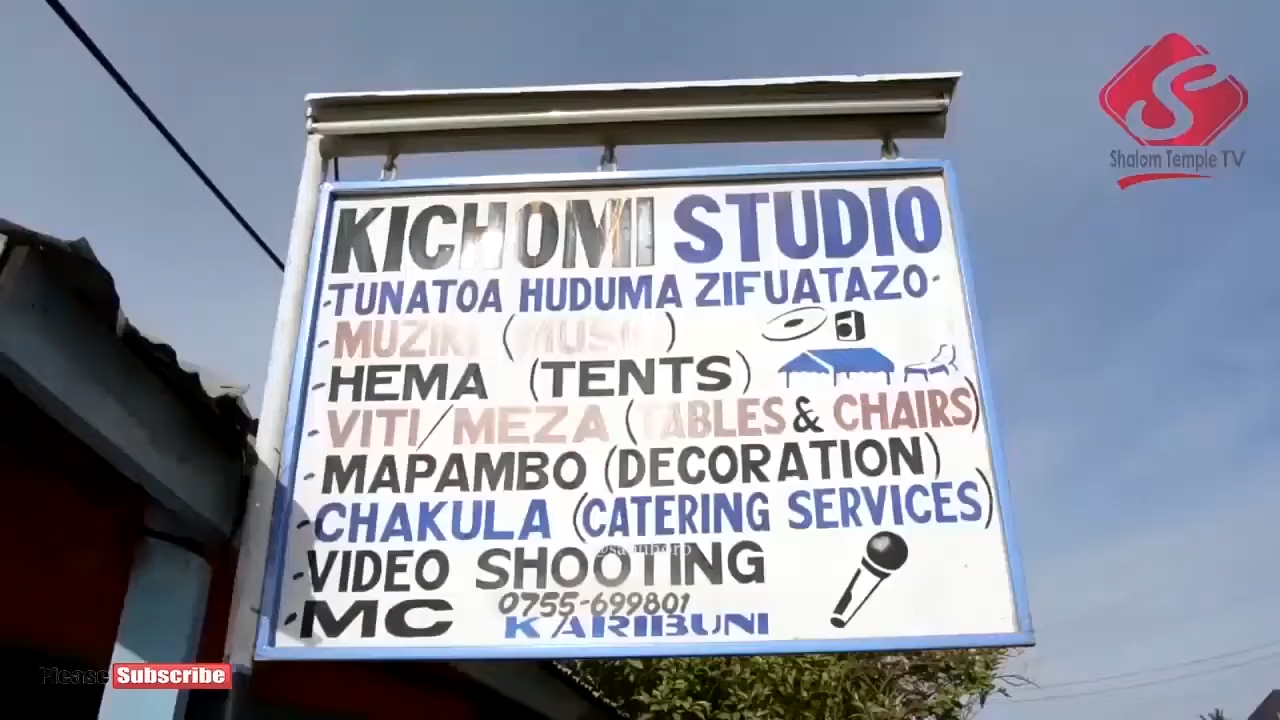 KICHOMI STUDIO
-TUNATOA HUDUMA ZIFUATAZO-
-MUZIKI (MUSIC)
-HEMA (TENTS)
-VITI/MEZA (TABLES & CHAIRS)
-MAPAMBO (DECORATION)
-CHAKULA (CATERING SERVICES)
-VIDEO SHOOTING
-MC 0755-699801
KARIBUNI
Shalom Temple TV
Please Subscribe